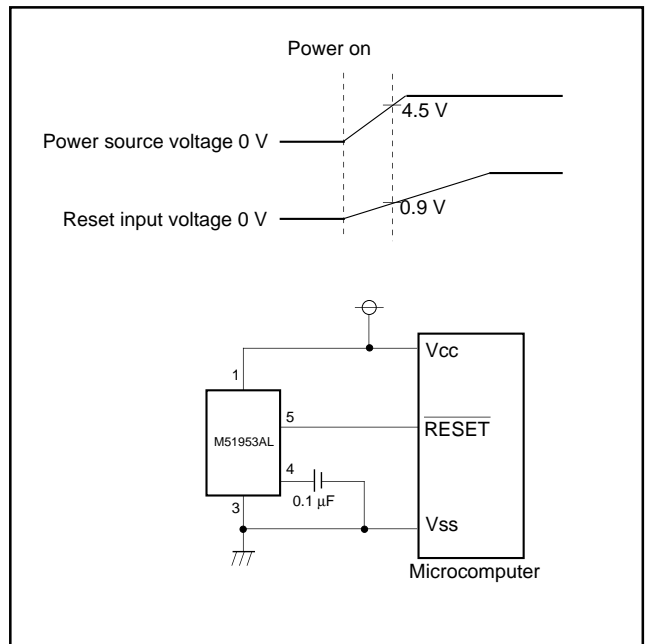 Power on
4.5 V
Power source voltage 0 V
0.9 V
Reset input voltage 0 V
Vcc
1
5
M51953AL
RESET
4
0.1 μF
3
Vss
Microcomputer